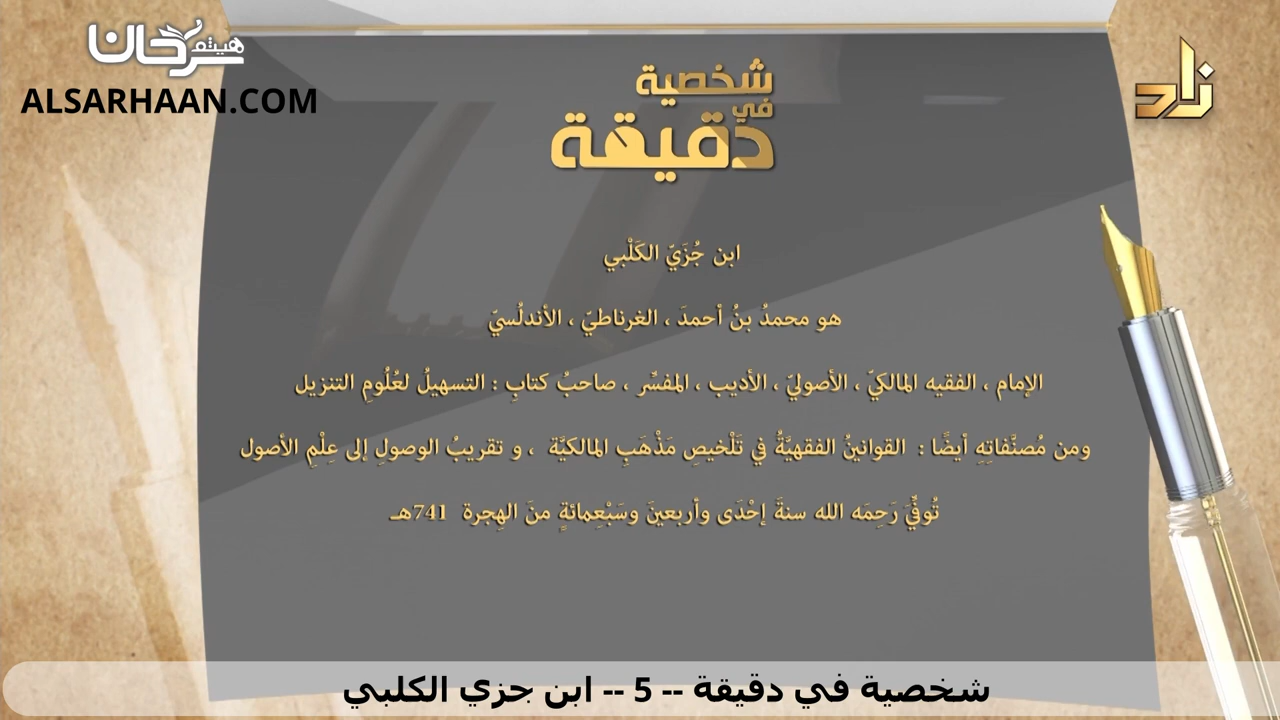 هيثم سرحان
ALSARHAAN.COM
زاد
شخصية
في
دقيقة
ابن جُزَيّ الكَلْبي
هو محمدُ بنُ أحمدَ ، الغرناطيّ ، الأندلُسيّ
الإمام ، الفقيه المالكيّ ، الأصوليّ ، الأديب ، المفسِّر ، صاحبُ كتابِ : التسهيلُ لعُلُومِ التنزيل
ومن مُصنَّفاتِهِ أيضًا : القوانينُ الفقهيَّةُ في تَلْخيصِ مَذْهَبِ المالكيَّة ، و تقريبُ الوصولِ إلى عِلْمِ الأصول
تُوفِّيَ رَحِمَه الله سنةَ إحْدَى وأربعينَ وسَبْعِمائةٍ منَ الهِجرة 741هـ
شخصية في دقيقة -- 5 -- ابن جزي الكلبي